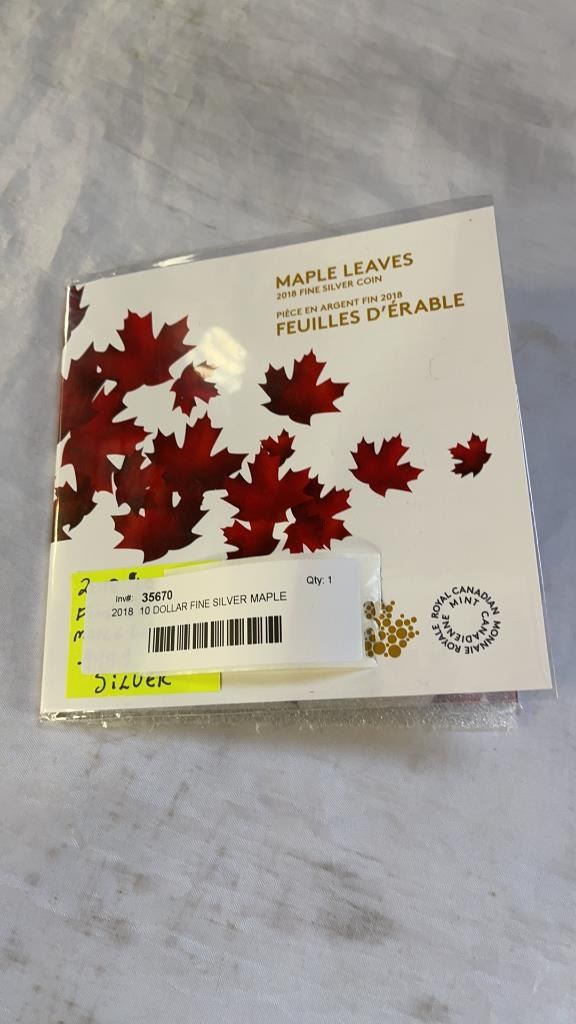 MAPLE LEAVES
2018 FINE SILVER COIN
PIÈCE EN ARGENT FIN 2018
FEUILLES D'ÉRABLE
Qty: 1
Inv#: 35670
2018 10 DOLLAR FINE SILVER MAPLE
SILVER
ROYAL CANADIAN MINT
MONNAIE ROYALE CANADIENNE